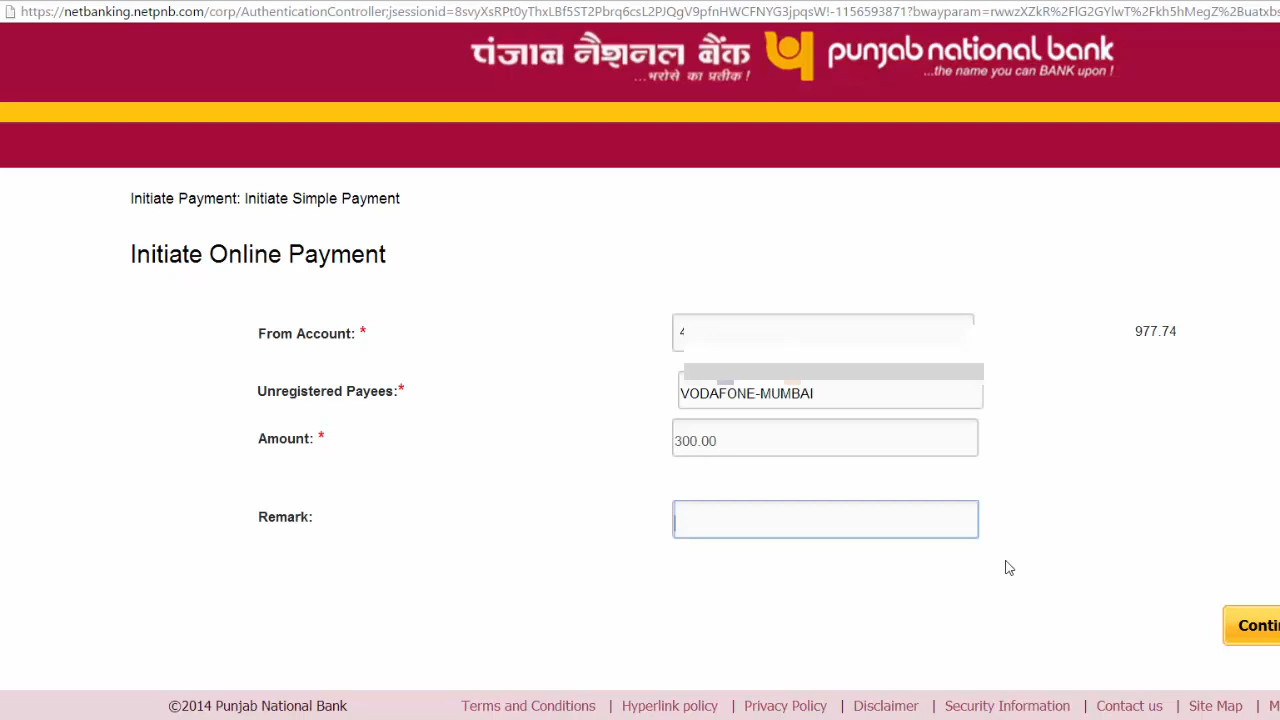 https://netbanking.netpnb.com/corp/AuthenticationController;jsessionid=8svyXsRPt0yThxLBf5ST2Pbrq6csL2PJQgV9pfnHWCFNYG3jpqsW!-1156593871?bwayparam=rwwzXZkR%2FlG2GYlwT%2Fkh5hMegZ%2Buatxbs
पंजाब नैशनल बैंक punjab national bank
...भरोसे का प्रतीक ! ...the name you can BANK upon !
Initiate Payment: Initiate Simple Payment
Initiate Online Payment
From Account: * 4 977.74
Unregistered Payees:* VODAFONE-MUMBAI
Amount: * 300.00
Remark:
Conti
©2014 Punjab National Bank Terms and Conditions | Hyperlink policy | Privacy Policy | Disclaimer | Security Information | Contact us | Site Map | M